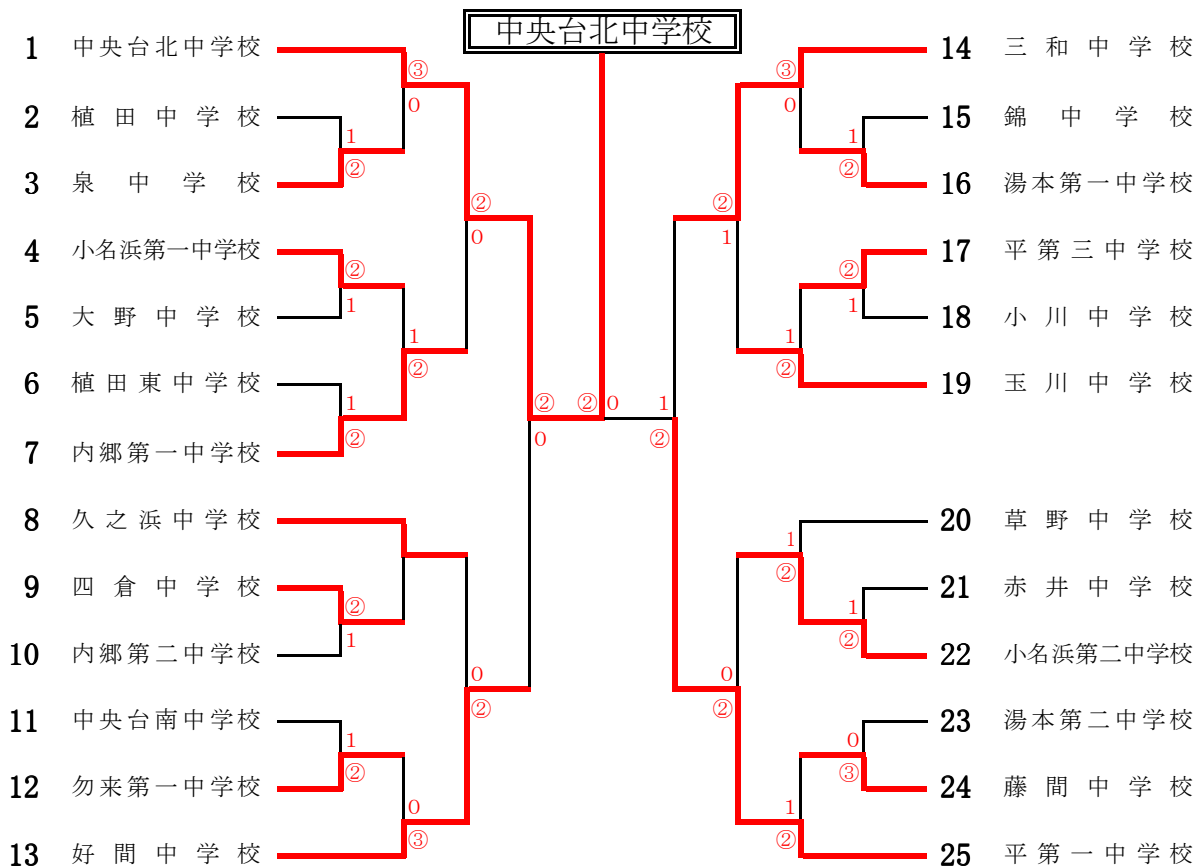 中央台北中学校
1 中央台北中学校
③
0
2 植田中学校
1
②
3 泉中学校
②
0
4 小名浜第一中学校
②
1
5 大野中学校
1
②
6 植田東中学校
1
②
7 内郷第一中学校
② ② 0 1
0 ②
8 久之浜中学校
9 四倉中学校
②
1
10 内郷第二中学校
0
②
11 中央台南中学校
1
②
12 勿来第一中学校
0
③
13 好間中学校
14 三和中学校
③
0
15 錦中学校
1
②
16 湯本第一中学校
②
1
17 平第三中学校
②
1
18 小川中学校
1
②
19 玉川中学校
20 草野中学校
1
②
21 赤井中学校
1
②
22 小名浜第二中学校
0
②
23 湯本第二中学校
0
③
24 藤間中学校
1
②
25 平第一中学校